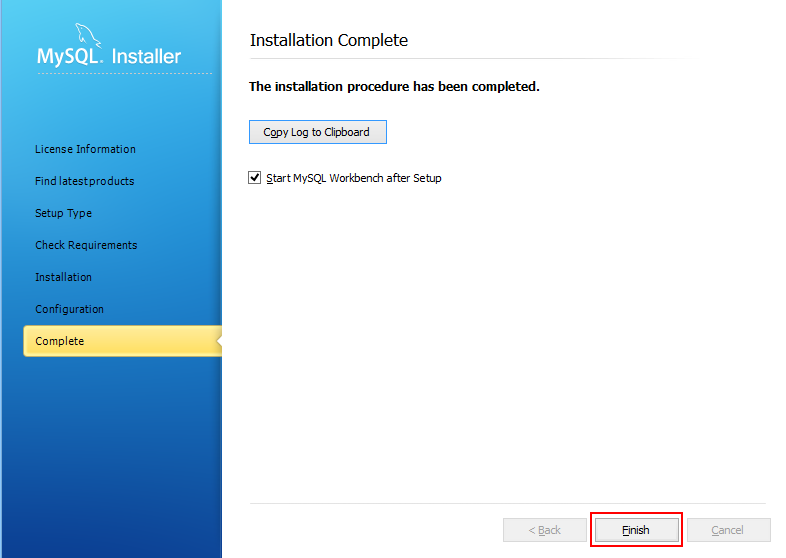 MySQL. Installer
License Information
Find latest products
Setup Type
Check Requirements
Installation
Configuration
Complete
Installation Complete
The installation procedure has been completed.
Copy Log to Clipboard
Start MySQL Workbench after Setup
< Back
Finish
Cancel